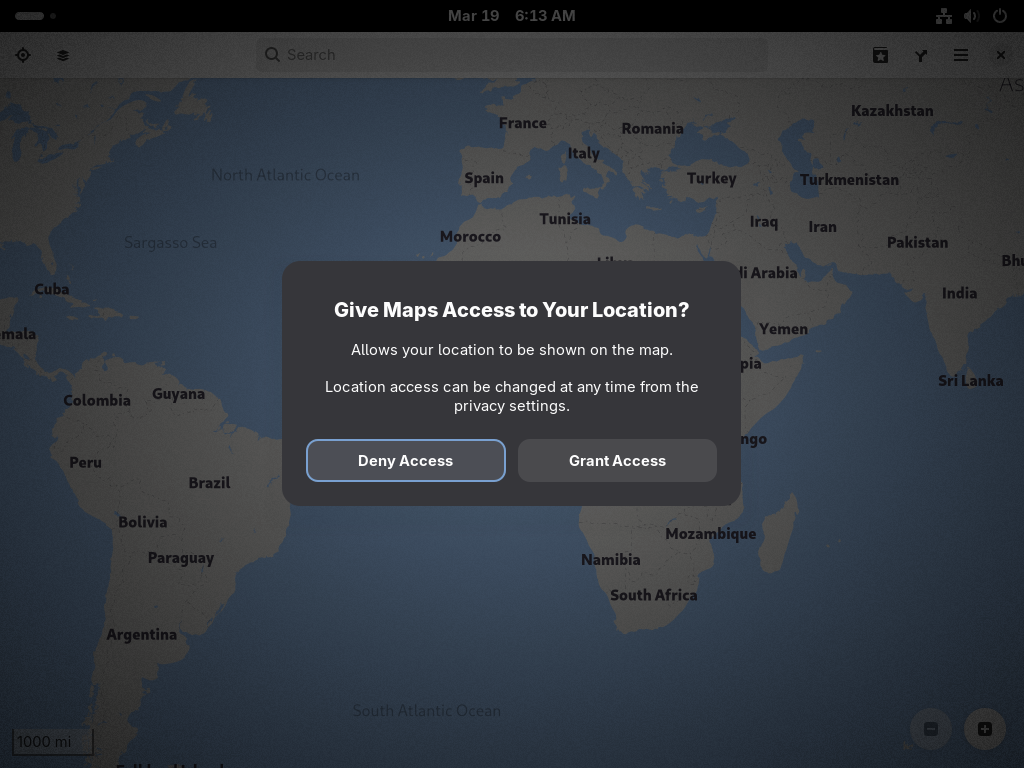 Mar 19 6:13 AM
Search
As
Kazakhstan
France
Romania
Italy
North Atlantic Ocean
Spain
Turkey
Turkmenistan
Tunisia
Iraq
Iran
Morocco
Sargasso Sea
Pakistan
Bhu
di Arabia
Cuba
India
Yemen
mala
Give Maps Access to Your Location?
Allows your location to be shown on the map.
pia
Sri Lanka
Location access can be changed at any time from the
privacy settings.
Guyana
Colombia
ngo
Deny Access
Grant Access
Peru
Brazil
Bolivia
Mozambique
Paraguay
Namibia
South Africa
Argentina
South Atlantic Ocean
1000 mi